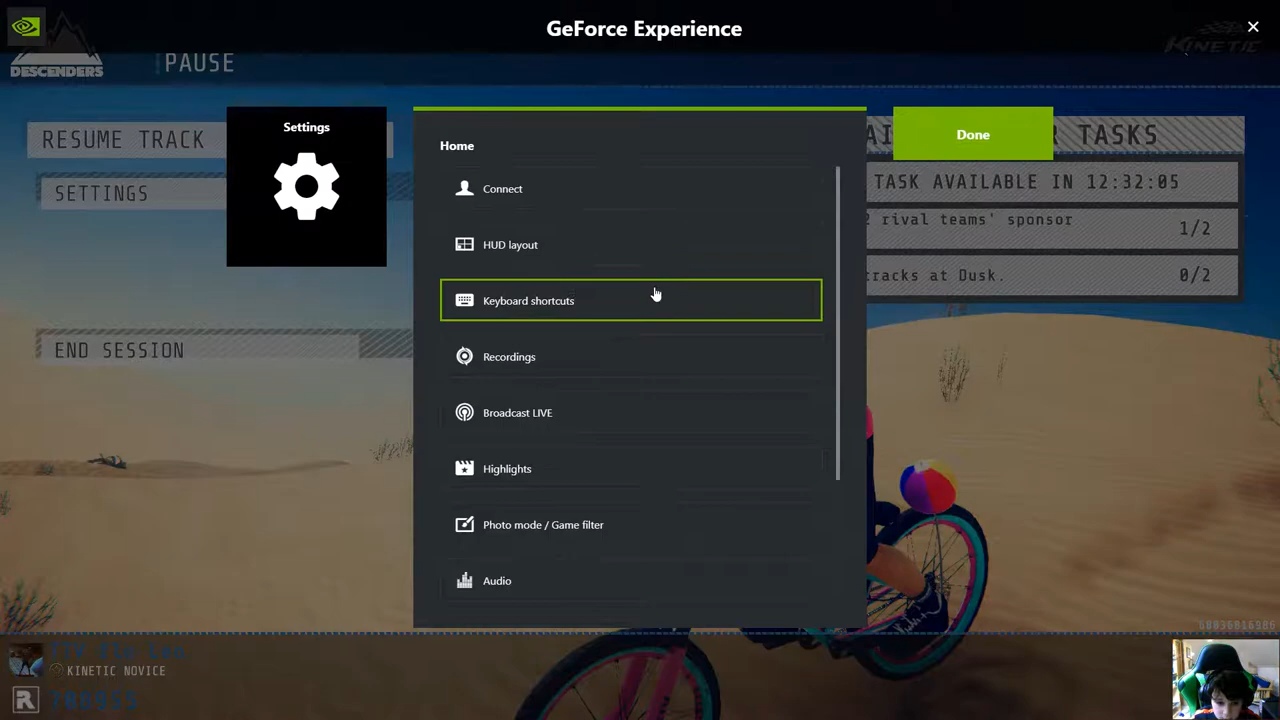 GeForce Experience
KINETIC
DESCENDERS
PAUSE
RESUME TRACK
SETTINGS
END SESSION
Settings
Home
Connect
HUD layout
Keyboard shortcuts
Recordings
Broadcast LIVE
Highlights
Photo mode / Game filter
Audio
Done
TASKS
TASK AVAILABLE IN 12:32:05
rival teams' sponsor
1/2
tracks at Dusk.
0/2
KINETIC NOVICE
R